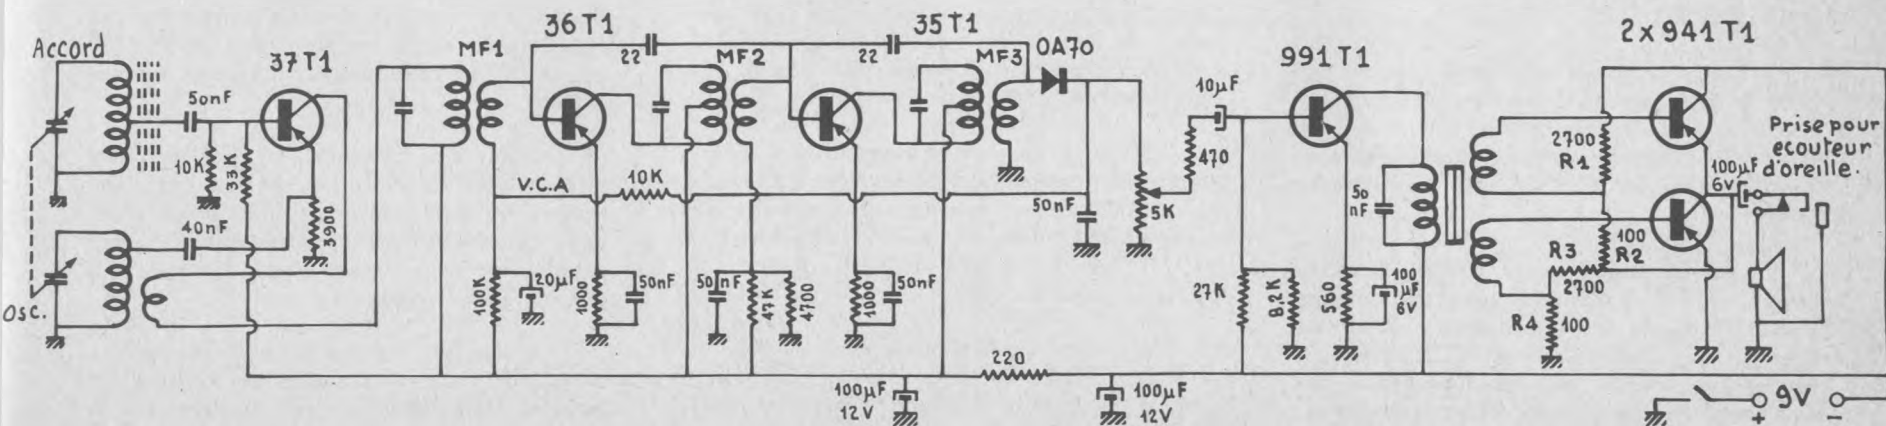 Accord
50nF
37T1
10K
33K
3900
40nF
Osc.
MF1
36T1
22
MF2
22
35T1
MF3
OA70
V.C.A
10K
50nF
5K
100K
20µF
1000
50nF
50nF
47K
4700
1000
50nF
10µF
470
991T1
50
nF
27K
8,2K
560
100
µF
6V
2x941T1
2700
R1
100
R2
R3
2700
R4
100
100µF
6V
Prise pour
ecouteur
d'oreille.
220
100µF
12V
100µF
12V
9V
+
−